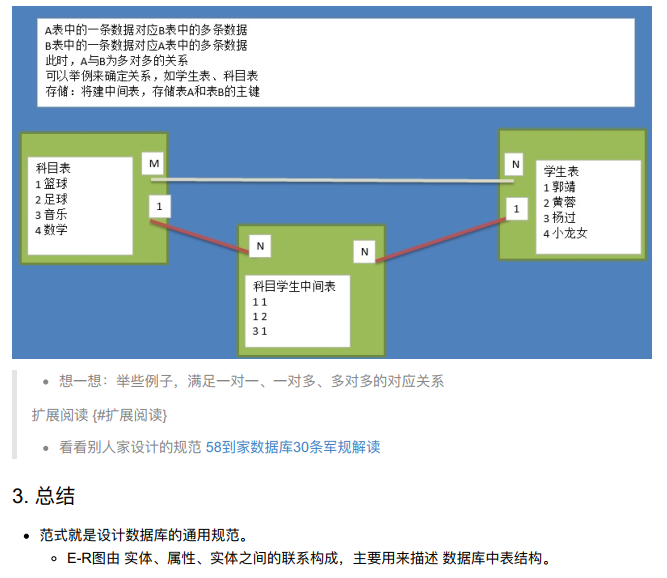 A表中的一条数据对应B表中的多条数据
B表中的一条数据对应A表中的多条数据
此时，A与B为多对多的关系
可以举例来确定关系，如学生表、科目表
存储：将建中间表，存储表A和表B的主键
科目表
1 篮球
2 足球
3 音乐
4 数学
M
1
N
1
学生表
1 郭靖
2 黄蓉
3 杨过
4 小龙女
N
N
科目学生中间表
1 1
1 2
3 1
想一想：举些例子，满足一对一、一对多、多对多的对应关系
扩展阅读 {#扩展阅读}
看看别人家设计的规范 58到家数据库30条军规解读
3. 总结
范式就是设计数据库的通用规范。
E-R图由 实体、属性、实体之间的联系构成，主要用来描述 数据库中表结构。